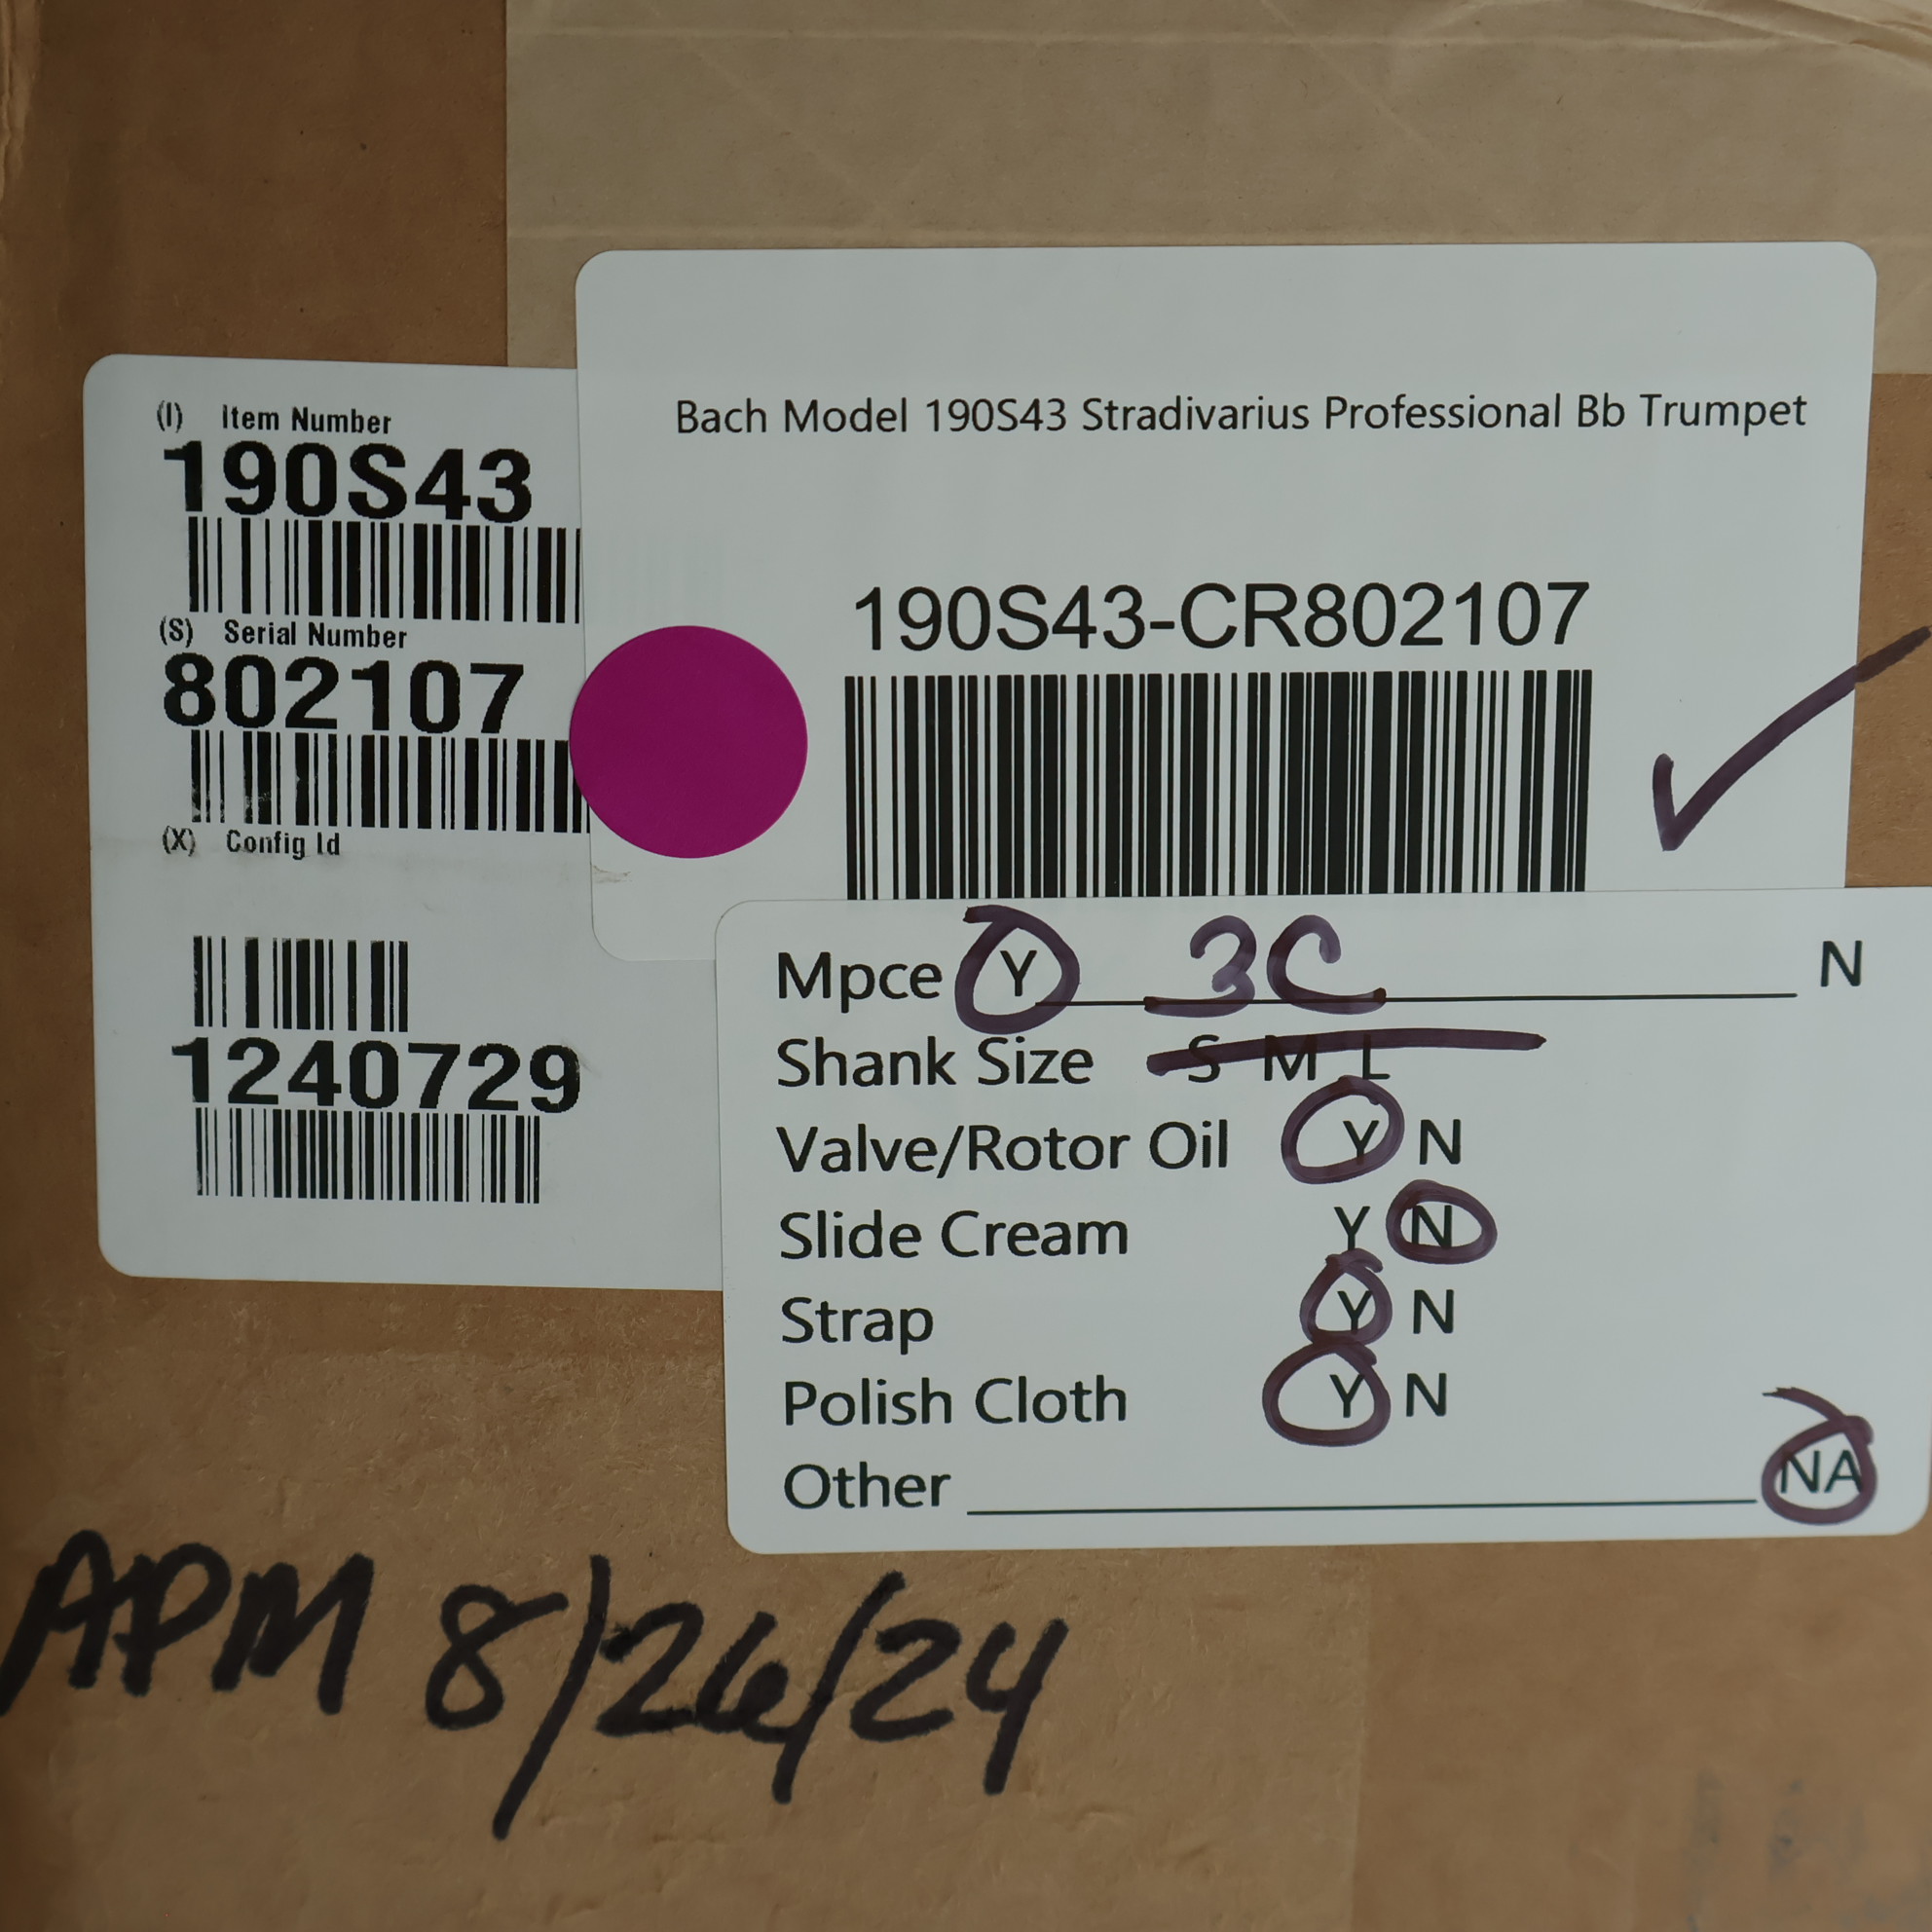 (I) Item Number
190S43
(S) Serial Number
802107
(X) Config Id
1240729
Bach Model 190S43 Stradivarius Professional Bb Trumpet
190S43-CR802107
Mpce Y 3C N
Shank Size S M L
Valve/Rotor Oil Y N
Slide Cream Y N
Strap Y N
Polish Cloth Y N
Other NA
APM 8/26/24